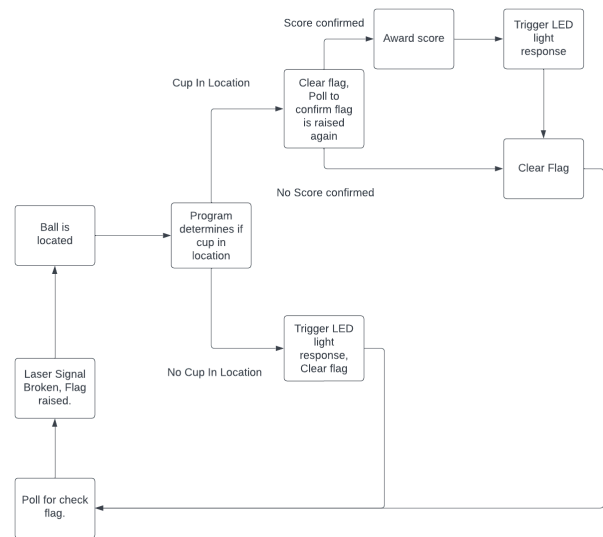 Score confirmed
Award score
Trigger LED
light
response
Cup In Location
Clear flag,
Poll to
confirm flag
is raised
again
Clear Flag
No Score confirmed
Ball is
located
Program
determines if
cup in
location
Trigger LED
light
response,
Clear flag
No Cup In Location
Laser Signal
Broken, Flag
raised.
Poll for check
flag.